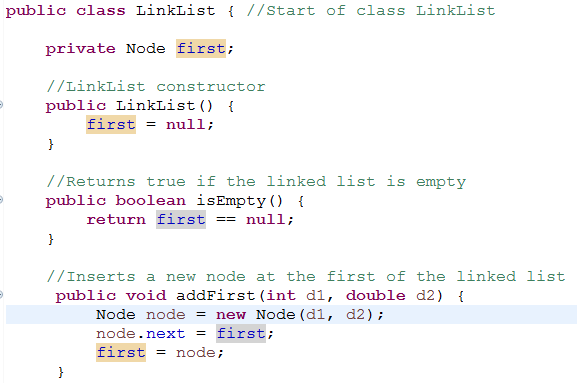 public class LinkList { //Start of class LinkList
private Node first;
//LinkList constructor
public LinkList() {
first = null;
}
//Returns true if the linked list is empty
public boolean isEmpty() {
return first == null;
}
//Inserts a new node at the first of the linked list
public void addFirst(int d1, double d2) {
Node node = new Node(d1, d2);
node.next = first;
first = node;
}